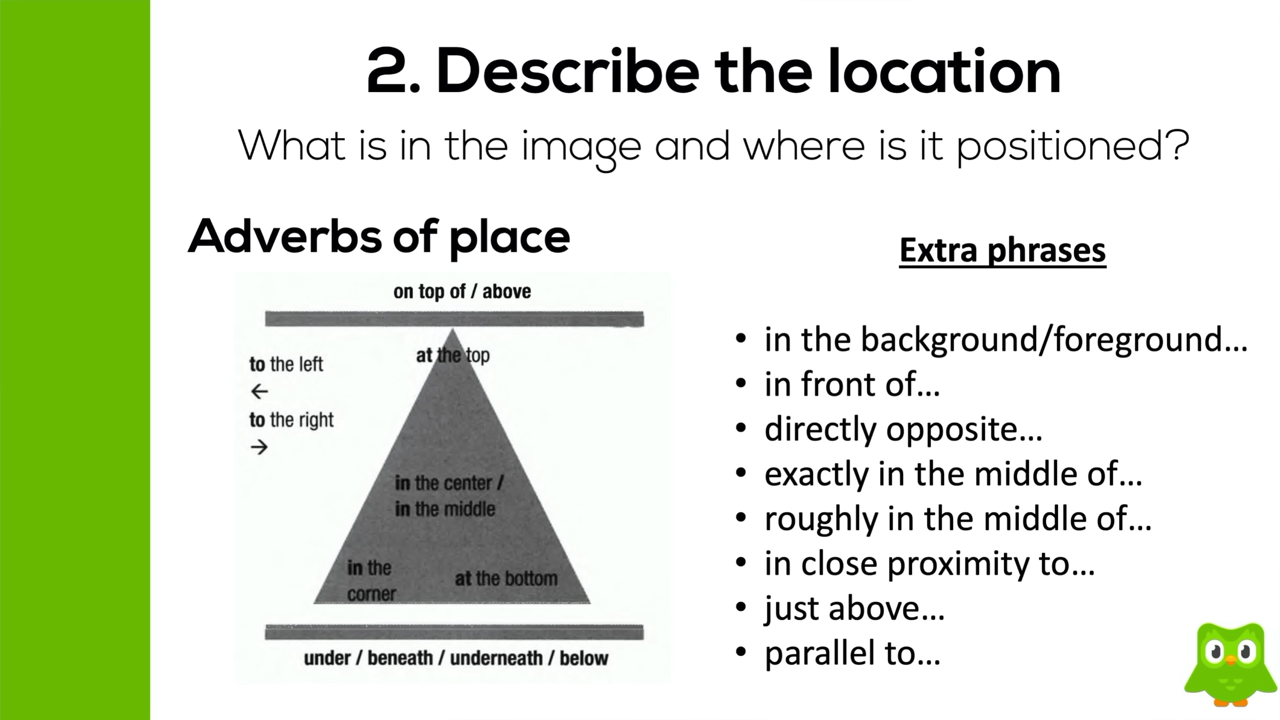 2. Describe the location
What is in the image and where is it positioned?
Adverbs of place
on top of / above
to the left
←
to the right
→
at the top
in the center /
in the middle
in the
corner
at the bottom
under / beneath / underneath / below
Extra phrases
• in the background/foreground...
• in front of...
• directly opposite...
• exactly in the middle of...
• roughly in the middle of...
• in close proximity to...
• just above...
• parallel to...